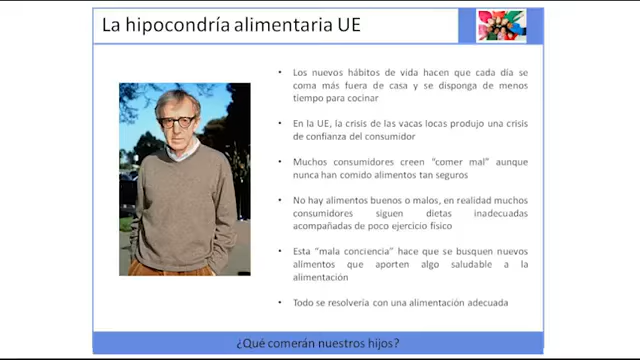 La hipocondría alimentaria UE
• Los nuevos hábitos de vida hacen que cada día se
coma más fuera de casa y se disponga de menos
tiempo para cocinar
• En la UE, la crisis de las vacas locas produjo una crisis
de confianza del consumidor
• Muchos consumidores creen “comer mal” aunque
nunca han comido alimentos tan seguros
• No hay alimentos buenos o malos, en realidad muchos
consumidores siguen dietas inadecuadas
acompañadas de poco ejercicio físico
• Esta “mala conciencia” hace que se busquen nuevos
alimentos que aporten algo saludable a la
alimentación
• Todo se resolvería con una alimentación adecuada
¿Qué comerán nuestros hijos?